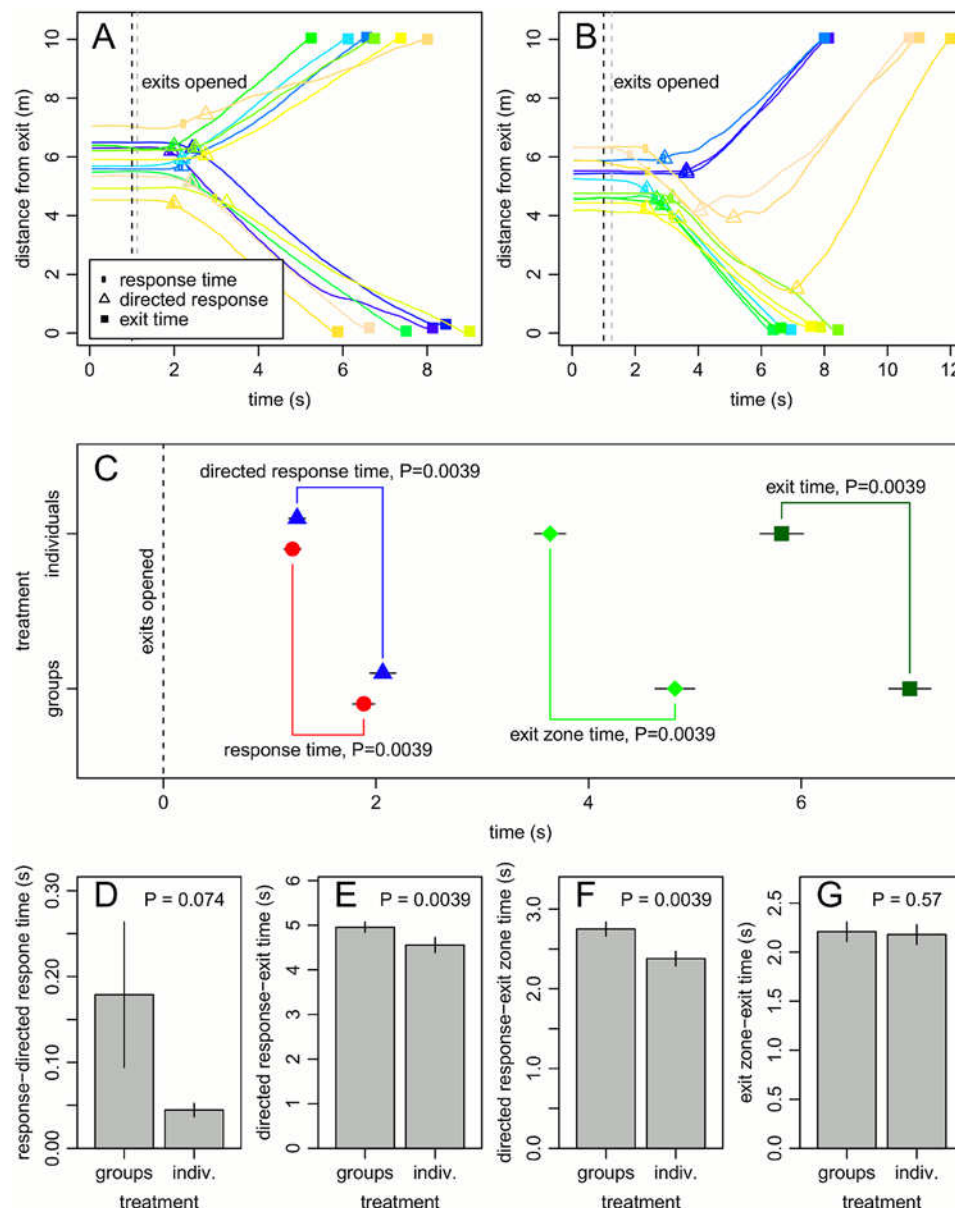 A
exits opened
10
8
6
4
2
0
distance from exit (m)
response time
directed response
exit time
0 2 4 6 8
time (s)
B
exits opened
10
8
6
4
2
0
distance from exit (m)
0 2 4 6 8 10 12
time (s)
C
directed response time, P=0.0039
exit time, P=0.0039
treatment
individuals
groups
exits opened
response time, P=0.0039
exit zone time, P=0.0039
0 2 4 6
time (s)
D
P = 0.074
response−directed respone time (s)
0.30
0.20
0.10
0.00
groups indiv.
treatment
E
P = 0.0039
directed response−exit time (s)
6
5
4
3
2
1
0
groups indiv.
treatment
F
P = 0.0039
directed response−exit zone time (s)
3.0
2.0
1.0
0.0
groups indiv.
treatment
G
P = 0.57
exit zone−exit time (s)
2.5
2.0
1.5
1.0
0.5
0.0
groups indiv.
treatment